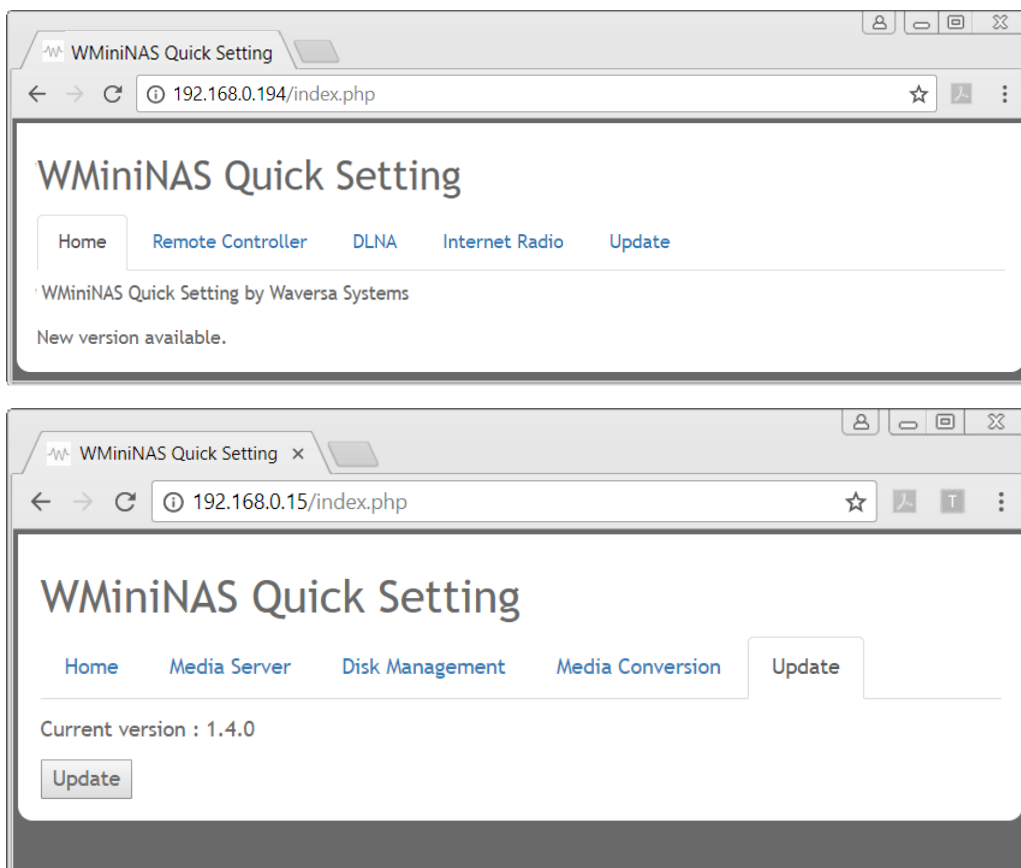 WMiniNAS Quick Setting
192.168.0.194/index.php
WMiniNAS Quick Setting
Home Remote Controller DLNA Internet Radio Update
WMiniNAS Quick Setting by Waversa Systems
New version available.
WMiniNAS Quick Setting
192.168.0.15/index.php
T
WMiniNAS Quick Setting
Home Media Server Disk Management Media Conversion Update
Current version : 1.4.0
Update